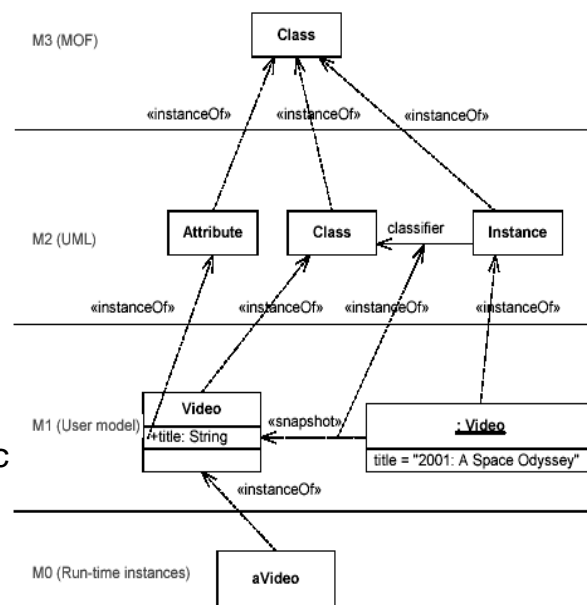 M3 (MOF)
Class
«instanceOf» «instanceOf» «instanceOf»
M2 (UML)
Attribute
Class
classifier
Instance
«instanceOf» «instanceOf» «instanceOf» «instanceOf»
M1 (User model)
Video
+title: String
«snapshot»
: Video
title = "2001: A Space Odyssey"
c
«instanceOf»
M0 (Run-time instances)
aVideo